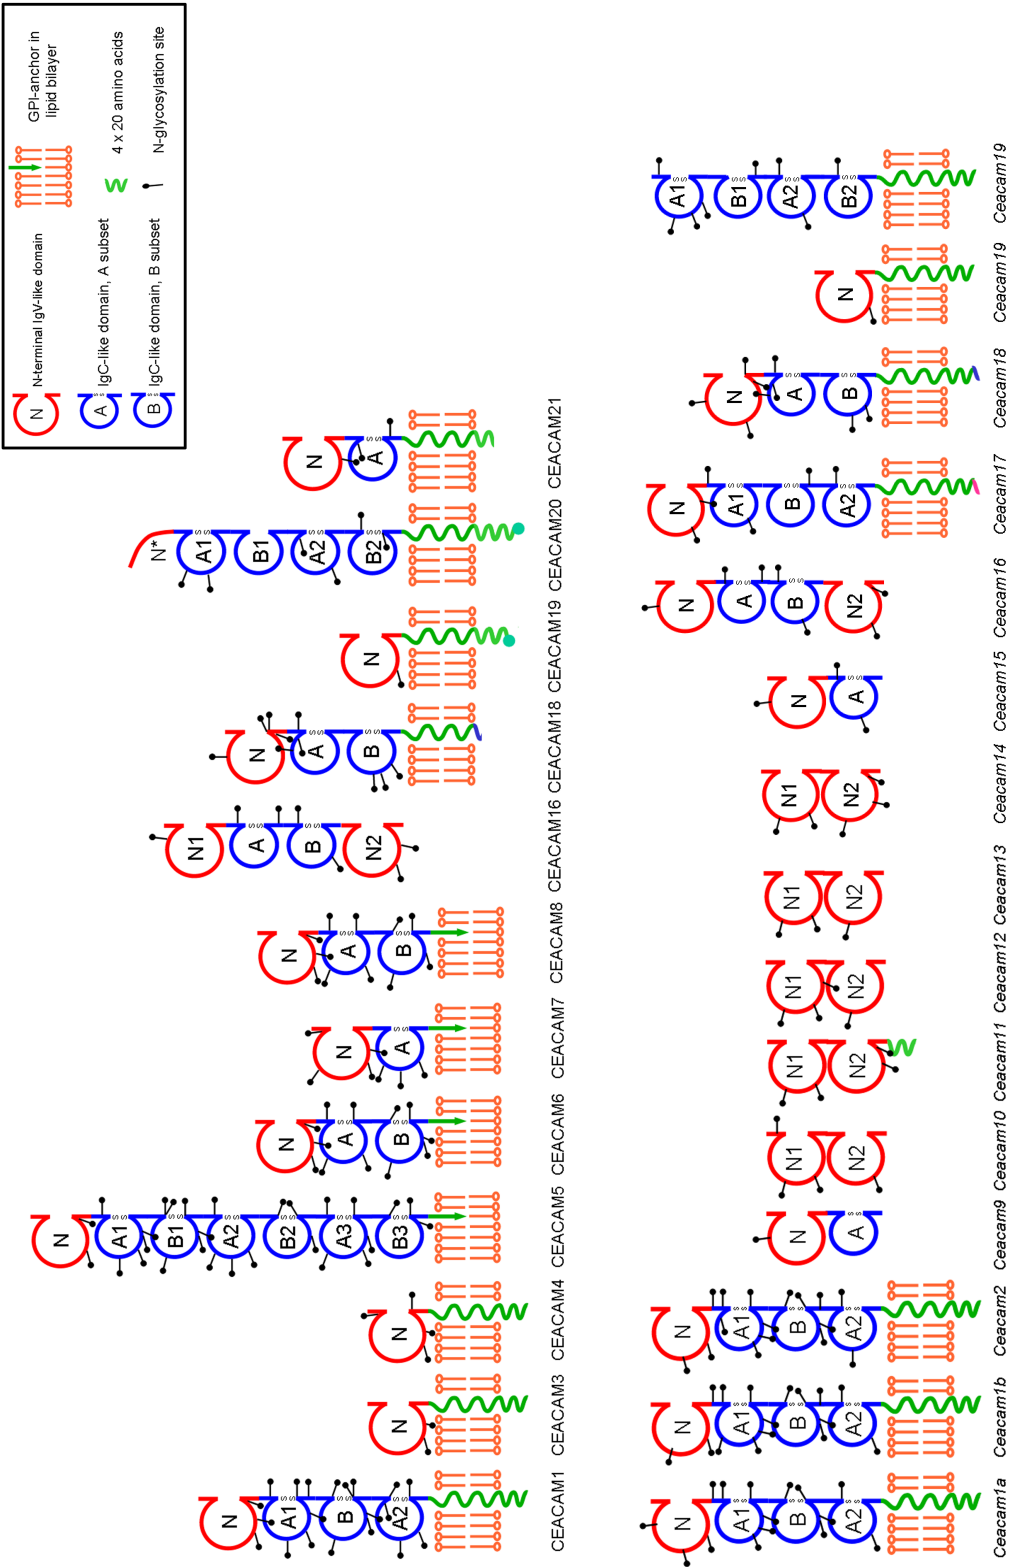 N
N-terminal IgV-like domain
GPI-anchor in
lipid bilayer
A
IgC-like domain, A subset
4 x 20 amino acids
B
IgC-like domain, B subset
N-glycosylation site
N
A1
B
A2
N
N
N
A1
B1
A2
B2
A3
B3
N
A
B
N
A
N
A
B
N1
A
B
N2
N
A
B
N
N*
A1
B1
A2
B2
N
A
CEACAM1 CEACAM3 CEACAM4 CEACAM5 CEACAM6 CEACAM7 CEACAM8 CEACAM16 CEACAM18 CEACAM19 CEACAM20 CEACAM21
N
A1
B
A2
N
A1
B
A2
N
A1
B
A2
N
A
N1
N2
N1
N2
N1
N2
N1
N2
N1
N2
N
A
N
A
B
N2
N
A1
B
A2
N
A
B
N
A1
B1
A2
B2
Ceacam1a Ceacam1b Ceacam2 Ceacam9 Ceacam10 Ceacam11 Ceacam12 Ceacam13 Ceacam14 Ceacam15 Ceacam16 Ceacam17 Ceacam18 Ceacam19 Ceacam19